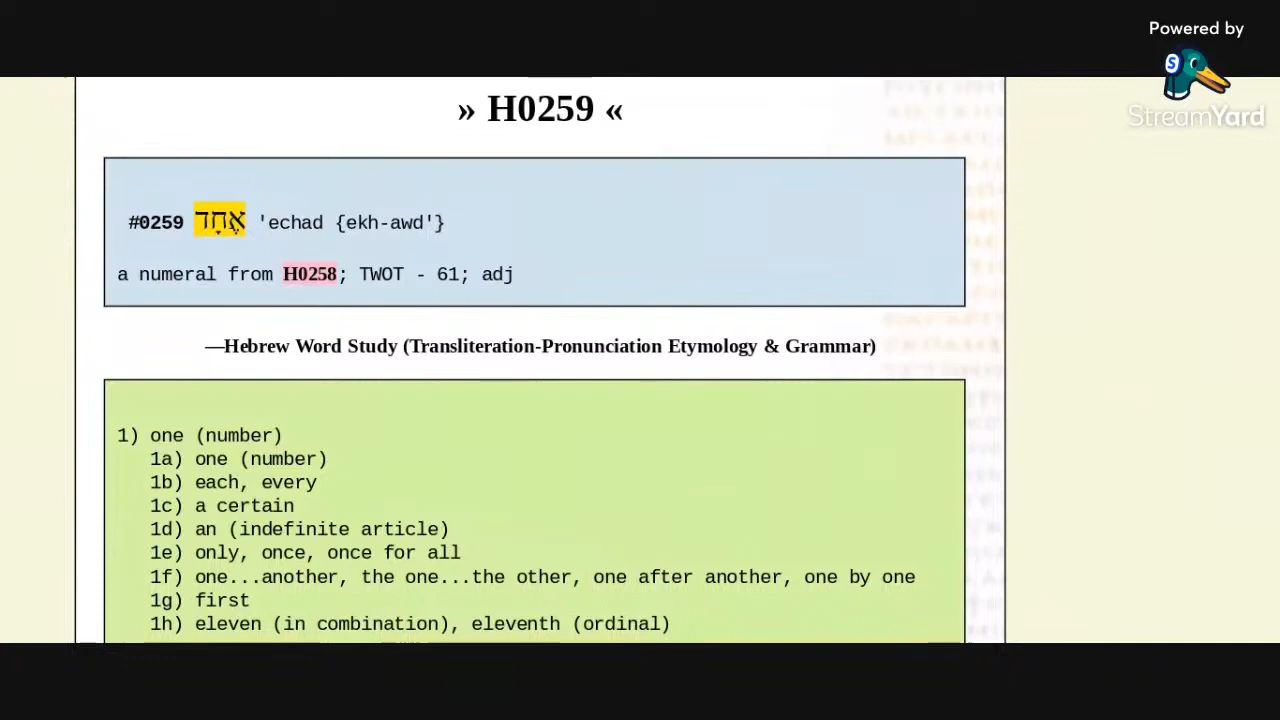 Powered by
StreamYard
» H0259 «
#0259 אֶחָד 'echad {ekh-awd'}
a numeral from H0258; TWOT - 61; adj
—Hebrew Word Study (Transliteration-Pronunciation Etymology & Grammar)
1) one (number)
1a) one (number)
1b) each, every
1c) a certain
1d) an (indefinite article)
1e) only, once, once for all
1f) one...another, the one...the other, one after another, one by one
1g) first
1h) eleven (in combination), eleventh (ordinal)